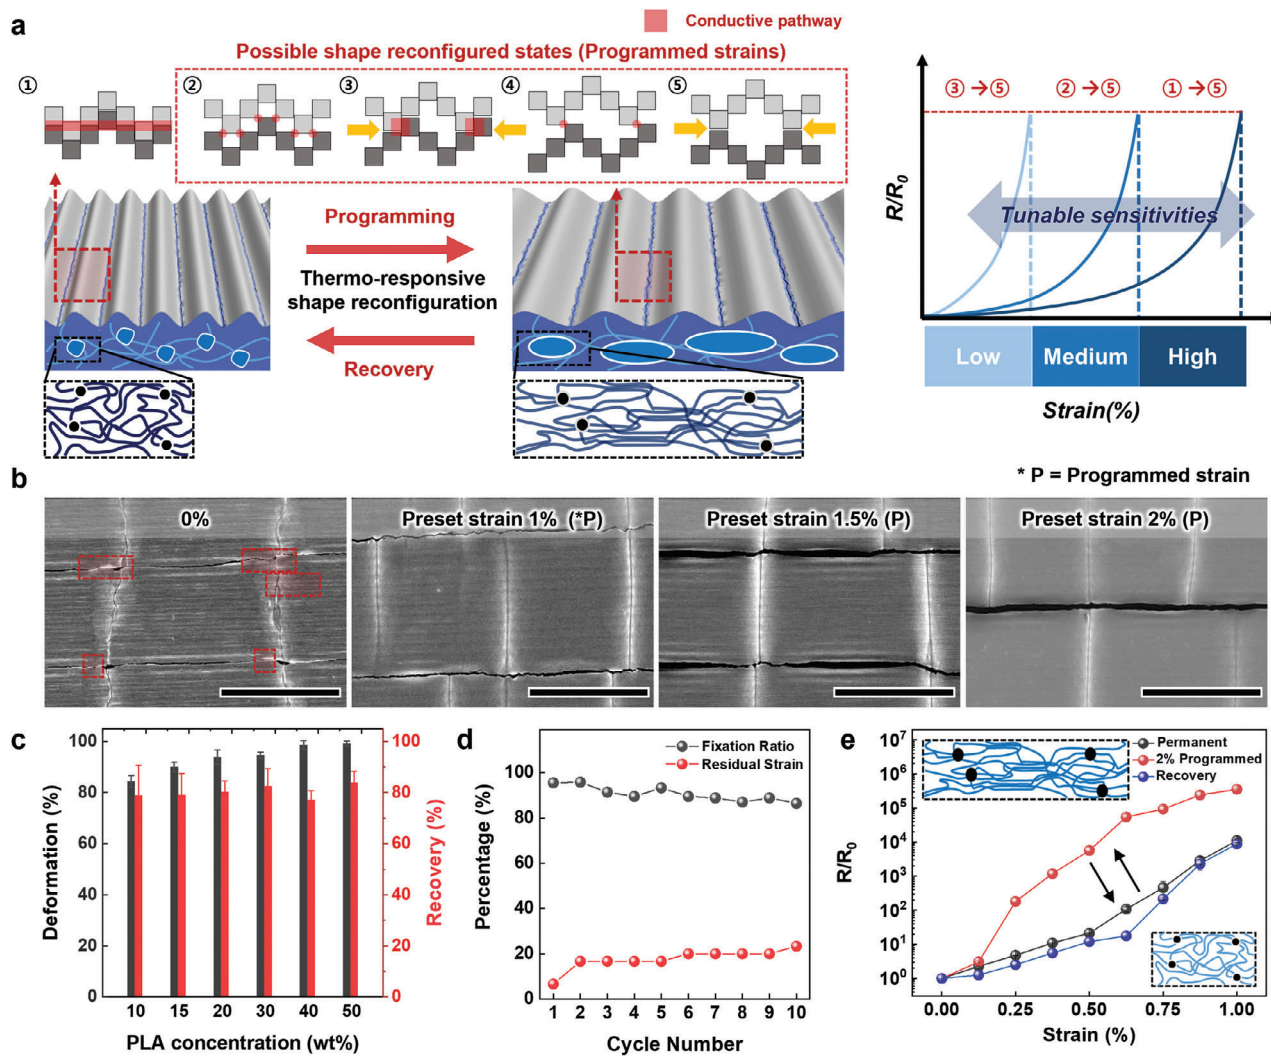 a
Conductive pathway
Possible shape reconfigured states (Programmed strains)
① ② ③ ④ ⑤
Programming
Thermo-responsive
shape reconfiguration
Recovery
③ → ⑤ ② → ⑤ ① → ⑤
R/R0
Tunable sensitivities
Low Medium High
Strain(%)
b
* P = Programmed strain
0%
Preset strain 1% (*P)
Preset strain 1.5% (P)
Preset strain 2% (P)
c
Deformation (%)
100
80
60
40
20
0
100
80
60
40
20
0
Recovery (%)
10 15 20 30 40 50
PLA concentration (wt%)
d
Fixation Ratio
Residual Strain
Percentage (%)
100
80
60
40
20
0
1 2 3 4 5 6 7 8 9 10
Cycle Number
e
Permanent
2% Programmed
Recovery
R/R0
10^7
10^6
10^5
10^4
10^3
10^2
10^1
10^0
0.00 0.25 0.50 0.75 1.00
Strain (%)